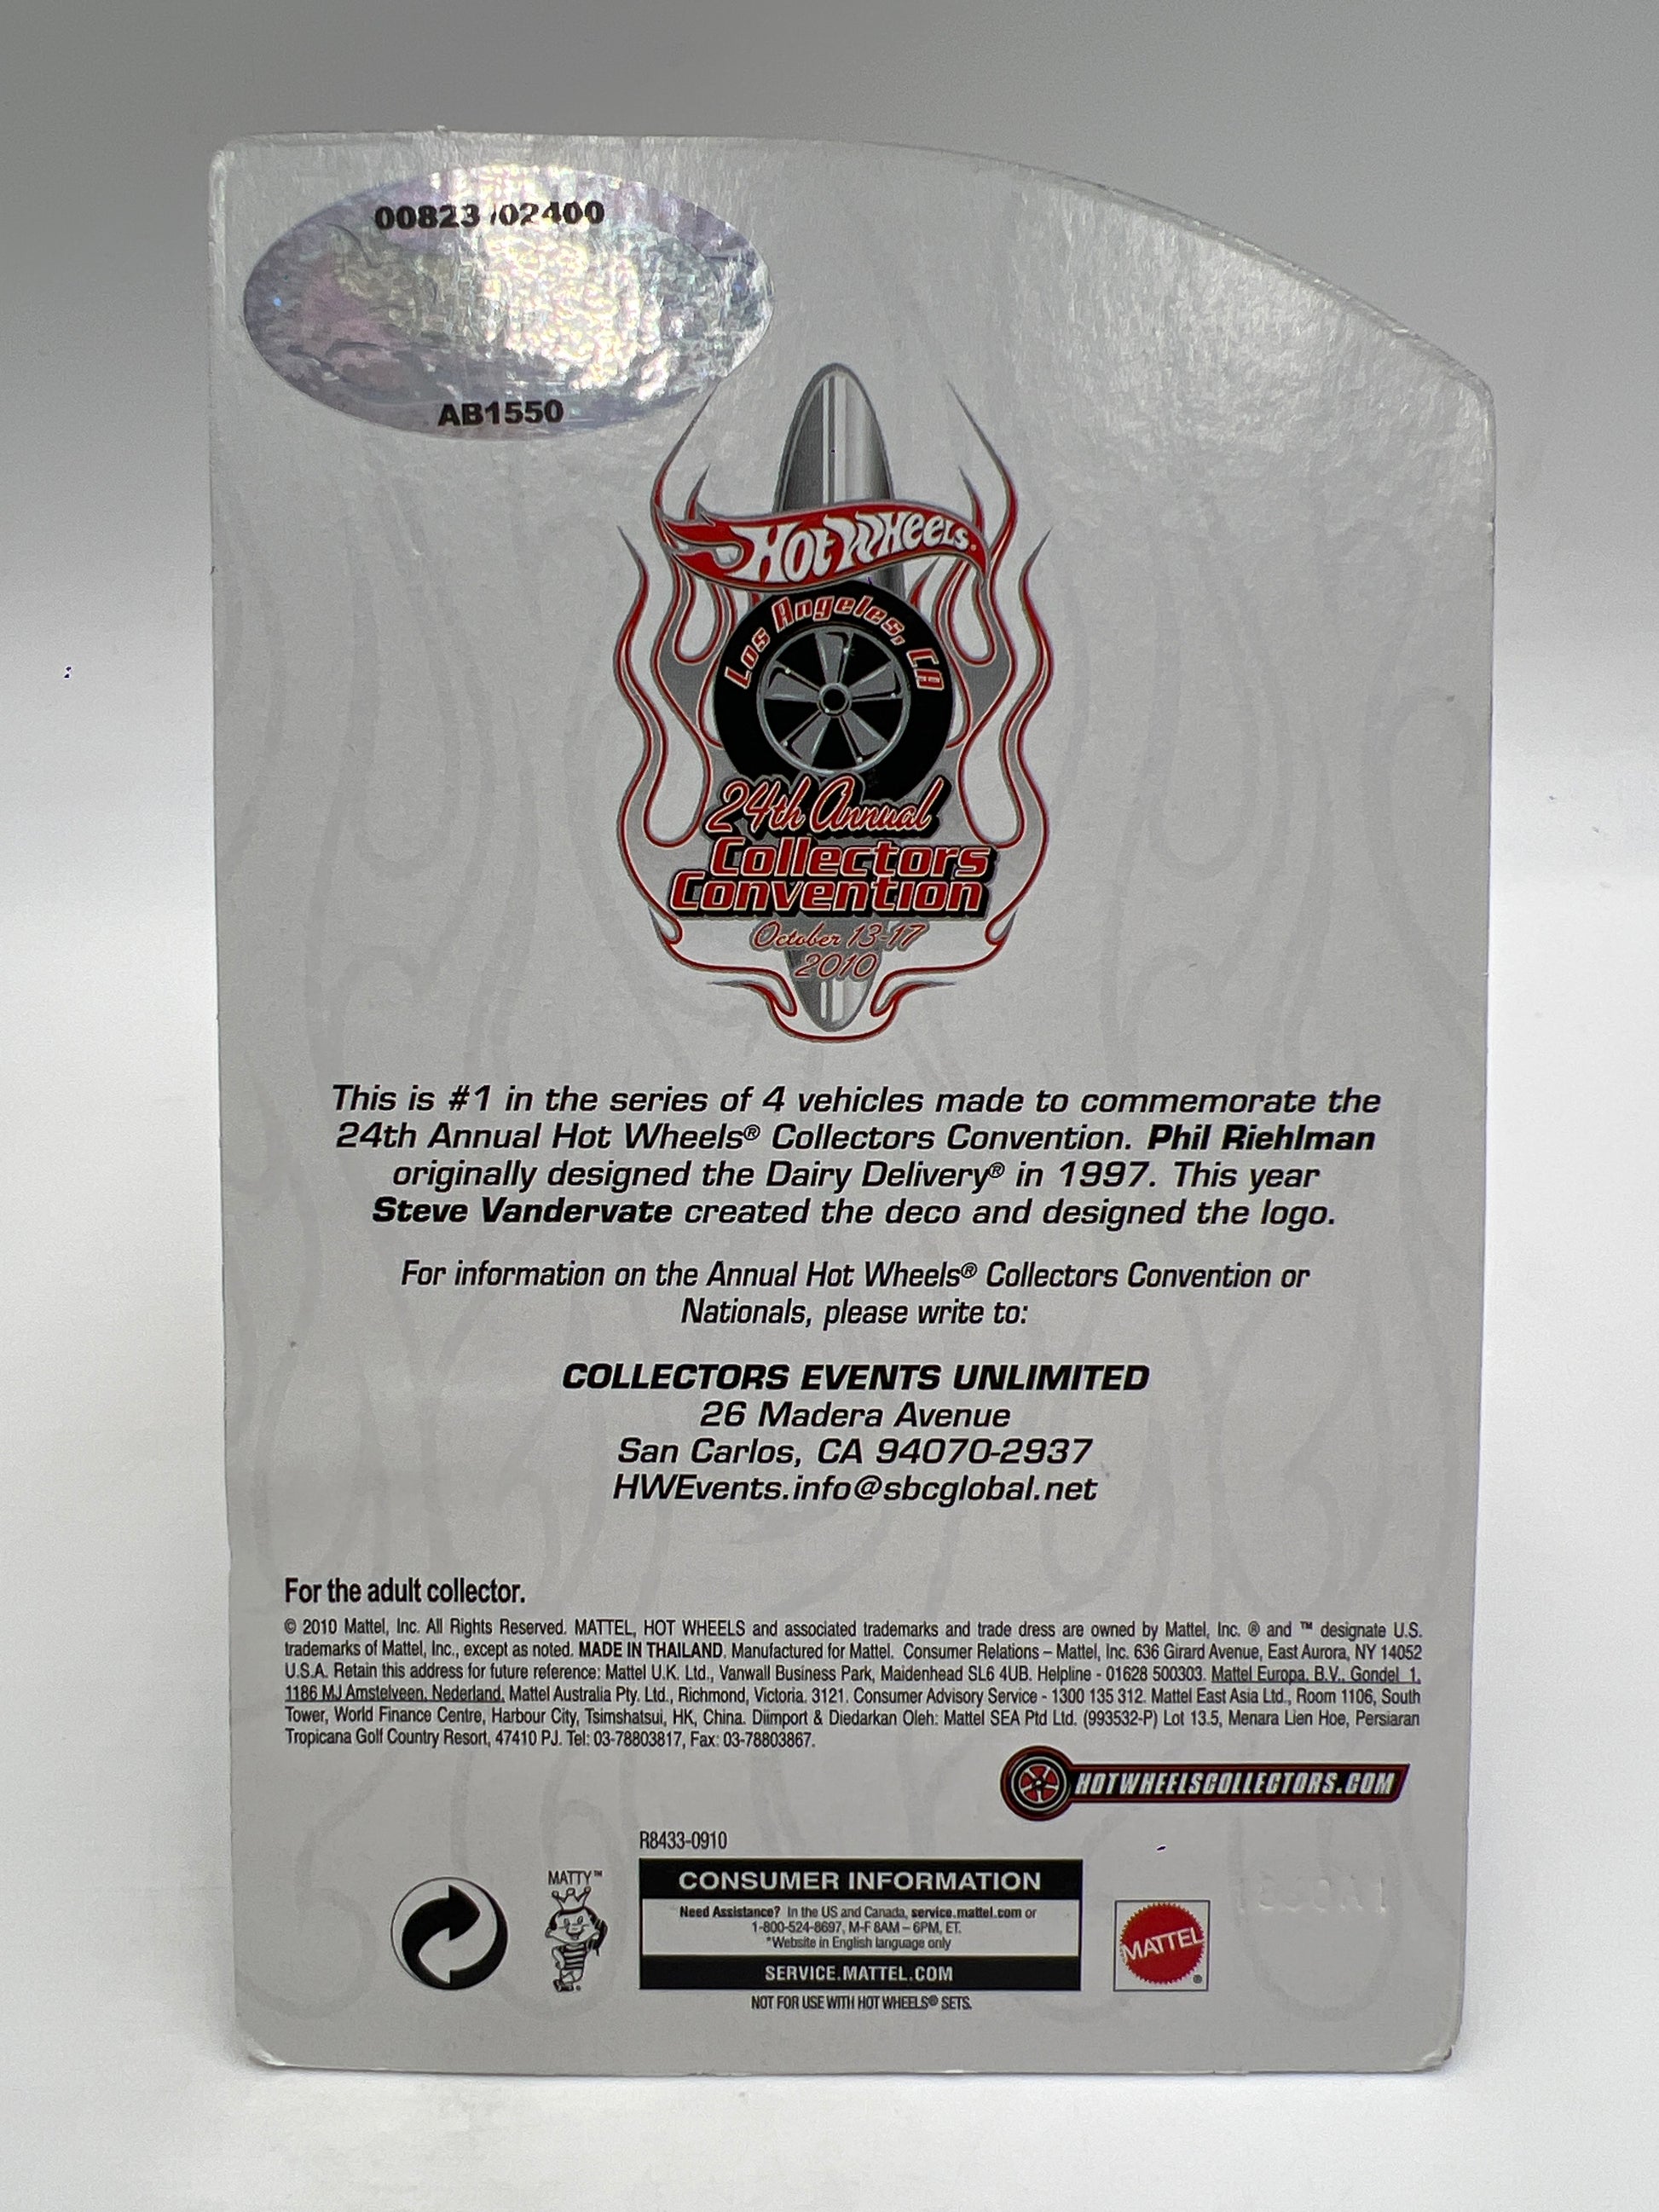 00823/02400
AB1550
Hot Wheels
Los Angeles, CA
24th Annual
Collectors
Convention
October 13-17
2010
This is #1 in the series of 4 vehicles made to commemorate the
24th Annual Hot Wheels® Collectors Convention. Phil Riehlman
originally designed the Dairy Delivery® in 1997. This year
Steve Vandervate created the deco and designed the logo.
For information on the Annual Hot Wheels® Collectors Convention or
Nationals, please write to:
COLLECTORS EVENTS UNLIMITED
26 Madera Avenue
San Carlos, CA 94070-2937
HWEvents.info@sbcglobal.net
For the adult collector.
© 2010 Mattel, Inc. All Rights Reserved. MATTEL, HOT WHEELS and associated trademarks and trade dress are owned by Mattel, Inc. ® and ™ designate U.S.
trademarks of Mattel, Inc., except as noted. MADE IN THAILAND. Manufactured for Mattel. Consumer Relations – Mattel, Inc. 636 Girard Avenue, East Aurora, NY 14052
U.S.A. Retain this address for future reference: Mattel U.K. Ltd., Vanwall Business Park, Maidenhead SL6 4UB. Helpline - 01628 500303. Mattel Europa, B.V., Gondel 1,
1186 MJ Amstelveen, Nederland. Mattel Australia Pty. Ltd., Richmond, Victoria. 3121. Consumer Advisory Service - 1300 135 312. Mattel East Asia Ltd., Room 1106, South
Tower, World Finance Centre, Harbour City, Tsimshatsui, HK, China. Diimport & Diedarkan Oleh: Mattel SEA Ptd Ltd. (993532-P) Lot 13.5, Menara Lien Hoe, Persiaran
Tropicana Golf Country Resort, 47410 PJ. Tel: 03-78803817, Fax: 03-78803867.
HOTWHEELSCOLLECTORS.COM
R8433-0910
MATTY™
CONSUMER INFORMATION
Need Assistance? In the US and Canada, service.mattel.com or
1-800-524-8697, M-F 8AM – 6PM, ET.
*Website in English language only
SERVICE.MATTEL.COM
MATTEL®
NOT FOR USE WITH HOT WHEELS® SETS.